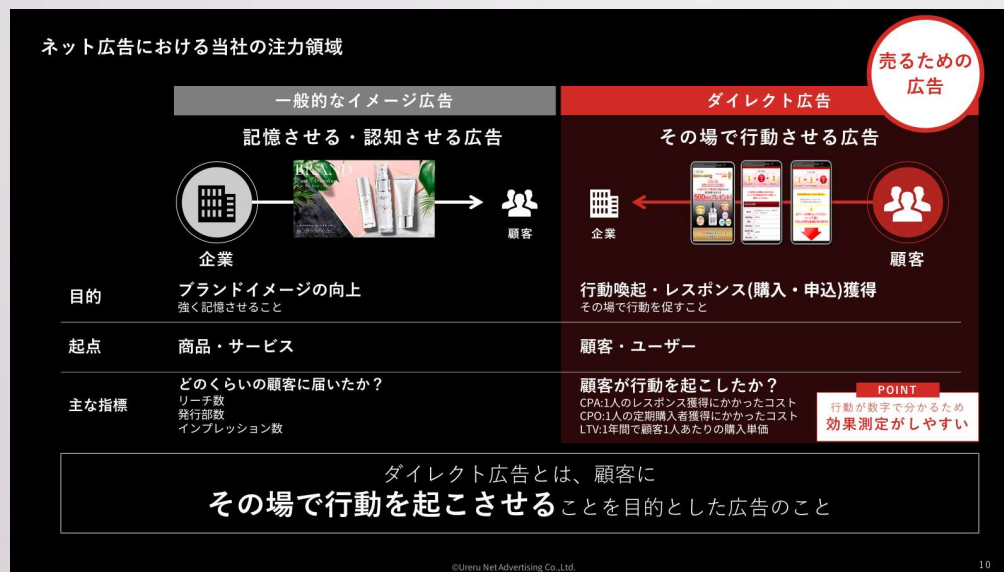 ネット広告における当社の注力領域
売るための
広告
一般的なイメージ広告
ダイレクト広告
記憶させる・認知させる広告
その場で行動させる広告
BRAND
企業
顧客
企業
顧客
目的
ブランドイメージの向上
強く記憶させること
行動喚起・レスポンス(購入・申込)獲得
その場で行動を促すこと
起点
商品・サービス
顧客・ユーザー
主な指標
どのくらいの顧客に届いたか？
リーチ数
発行部数
インプレッション数
顧客が行動を起こしたか？
CPA:1人のレスポンス獲得にかかったコスト
CPO:1人の定期購入者獲得にかかったコスト
LTV:1年間で顧客1人あたりの購入単価
POINT
行動が数字で分かるため
効果測定がしやすい
ダイレクト広告とは、顧客に
その場で行動を起こさせることを目的とした広告のこと
©Ureru Net Advertising Co.,Ltd.
10